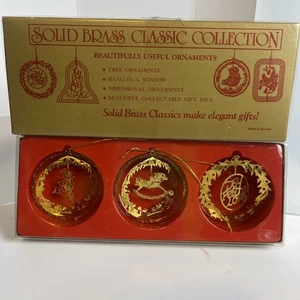 SOLID BRASS CLASSIC COLLECTION
BEAUTIFULLY USEFUL ORNAMENTS
• TREE ORNAMENTS
• HANG IN A WINDOW
• DIMENSIONAL ORNAMENTS
• BEAUTIFUL COLLECTABLE GIFT IDEA
Solid Brass Classics make elegant gifts!